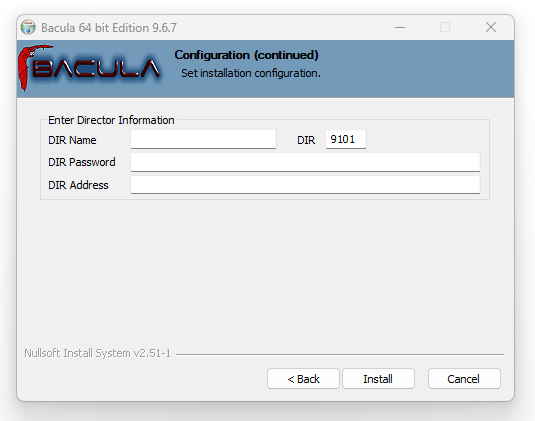 Bacula 64 bit Edition 9.6.7
BACULA
Configuration (continued)
Set installation configuration.
Enter Director Information
DIR Name
DIR 9101
DIR Password
DIR Address
Nullsoft Install System v2.51-1
< Back Install Cancel